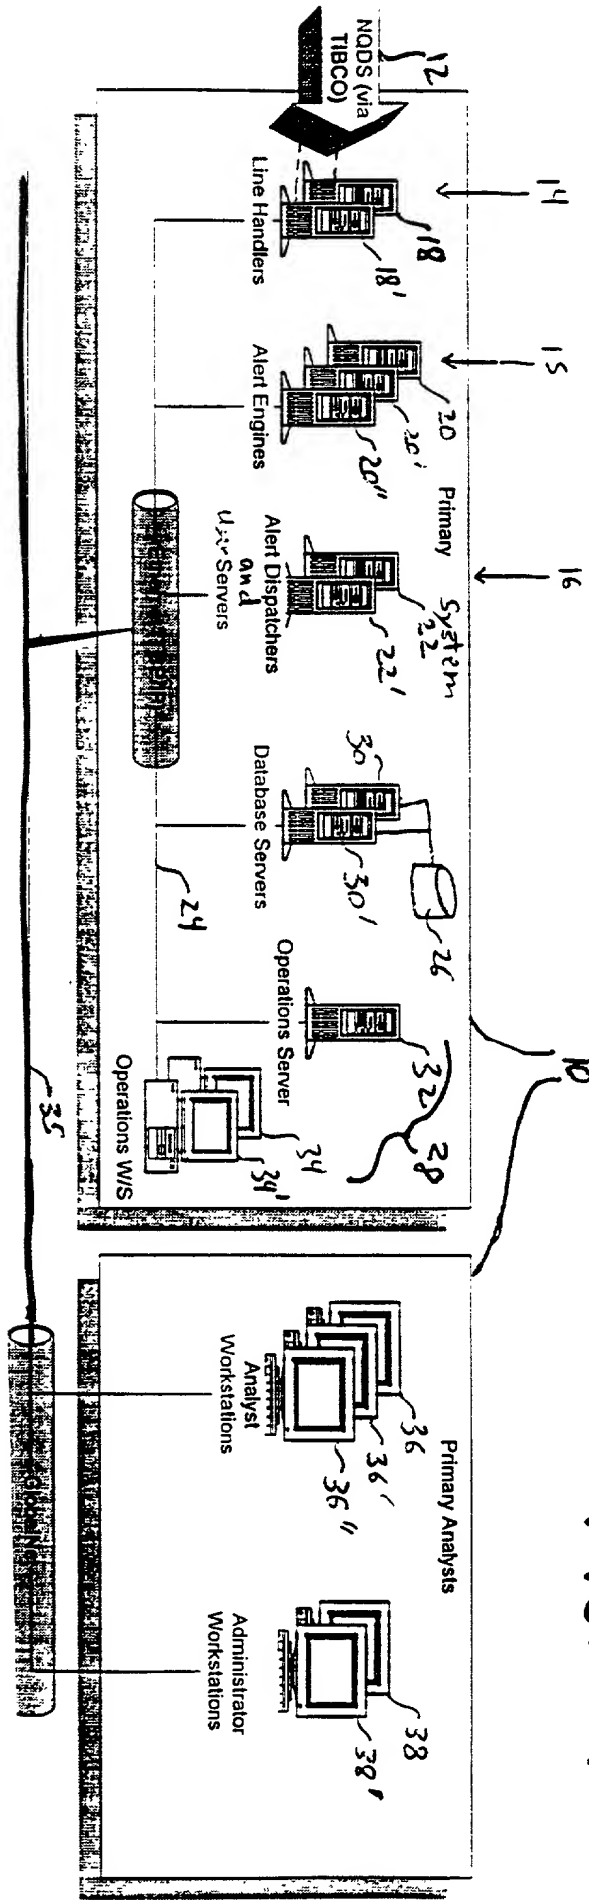 10
12
NQDS (via
TIBCO)
14
15
16
Primary System
18
18'
Line Handlers
20
20'
20"
Alert Engines
22
22'
Alert Dispatchers
and
User Servers
30
30'
26
Database Servers
24
32
28
Operations Server
34
34'
Operations W/S
35
Primary Analysts
36
36'
36"
Analyst
Workstations
38
38'
Administrator
Workstations